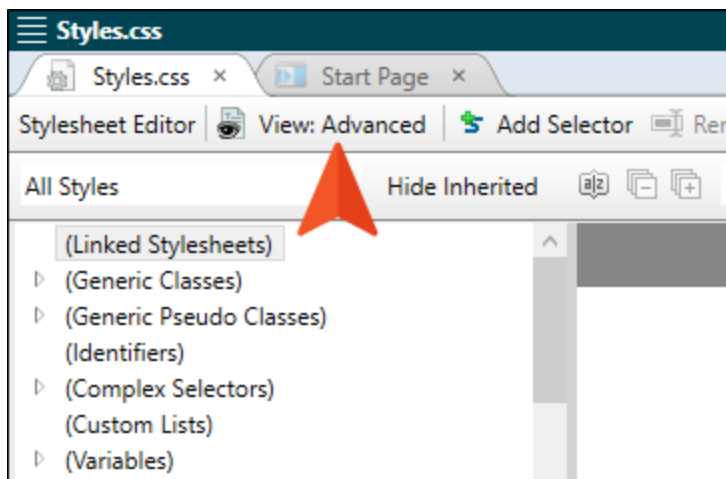 Styles.css
Styles.css × Start Page ×
Stylesheet Editor View: Advanced Add Selector
All Styles Hide Inherited a|z
(Linked Stylesheets)
(Generic Classes)
(Generic Pseudo Classes)
(Identifiers)
(Complex Selectors)
(Custom Lists)
(Variables)